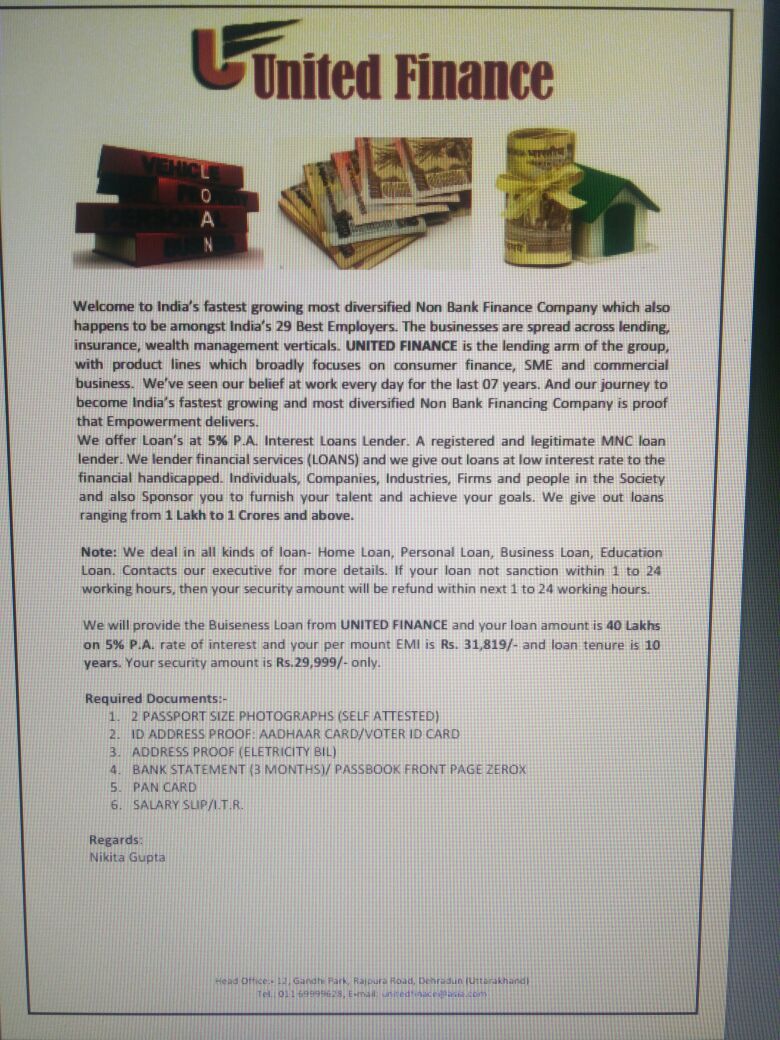 United Finance
VEHICLE
PERSONAL
LOAN
Welcome to India's fastest growing most diversified Non Bank Finance Company which also
happens to be amongst India's 29 Best Employers. The businesses are spread across lending,
insurance, wealth management verticals. UNITED FINANCE is the lending arm of the group,
with product lines which broadly focuses on consumer finance, SME and commercial
business. We've seen our belief at work every day for the last 07 years. And our journey to
become India's fastest growing and most diversified Non Bank Financing Company is proof
that Empowerment delivers.
We offer Loan's at 5% P.A. Interest Loans Lender. A registered and legitimate MNC loan
lender. We lender financial services (LOANS) and we give out loans at low interest rate to the
financial handicapped. Individuals, Companies, Industries, Firms and people in the Society
and also Sponsor you to furnish your talent and achieve your goals. We give out loans
ranging from 1 Lakh to 1 Crores and above.
Note: We deal in all kinds of loan- Home Loan, Personal Loan, Business Loan, Education
Loan. Contacts our executive for more details. If your loan not sanction within 1 to 24
working hours, then your security amount will be refund within next 1 to 24 working hours.
We will provide the Buiseness Loan from UNITED FINANCE and your loan amount is 40 Lakhs
on 5% P.A. rate of interest and your per mount EMI is Rs. 31,819/- and loan tenure is 10
years. Your security amount is Rs.29,999/- only.
Required Documents:-
1. 2 PASSPORT SIZE PHOTOGRAPHS (SELF ATTESTED)
2. ID ADDRESS PROOF: AADHAAR CARD/VOTER ID CARD
3. ADDRESS PROOF (ELETRICITY BIL)
4. BANK STATEMENT (3 MONTHS)/ PASSBOOK FRONT PAGE ZEROX
5. PAN CARD
6. SALARY SLIP/I.T.R.
Regards:
Nikita Gupta
Head Office:- 12, Gandhi Park, Rajpura Road, Dehradun (Uttarakhand)
Tel.: 011 69999628, E-mail: unitedfinace@asia.com